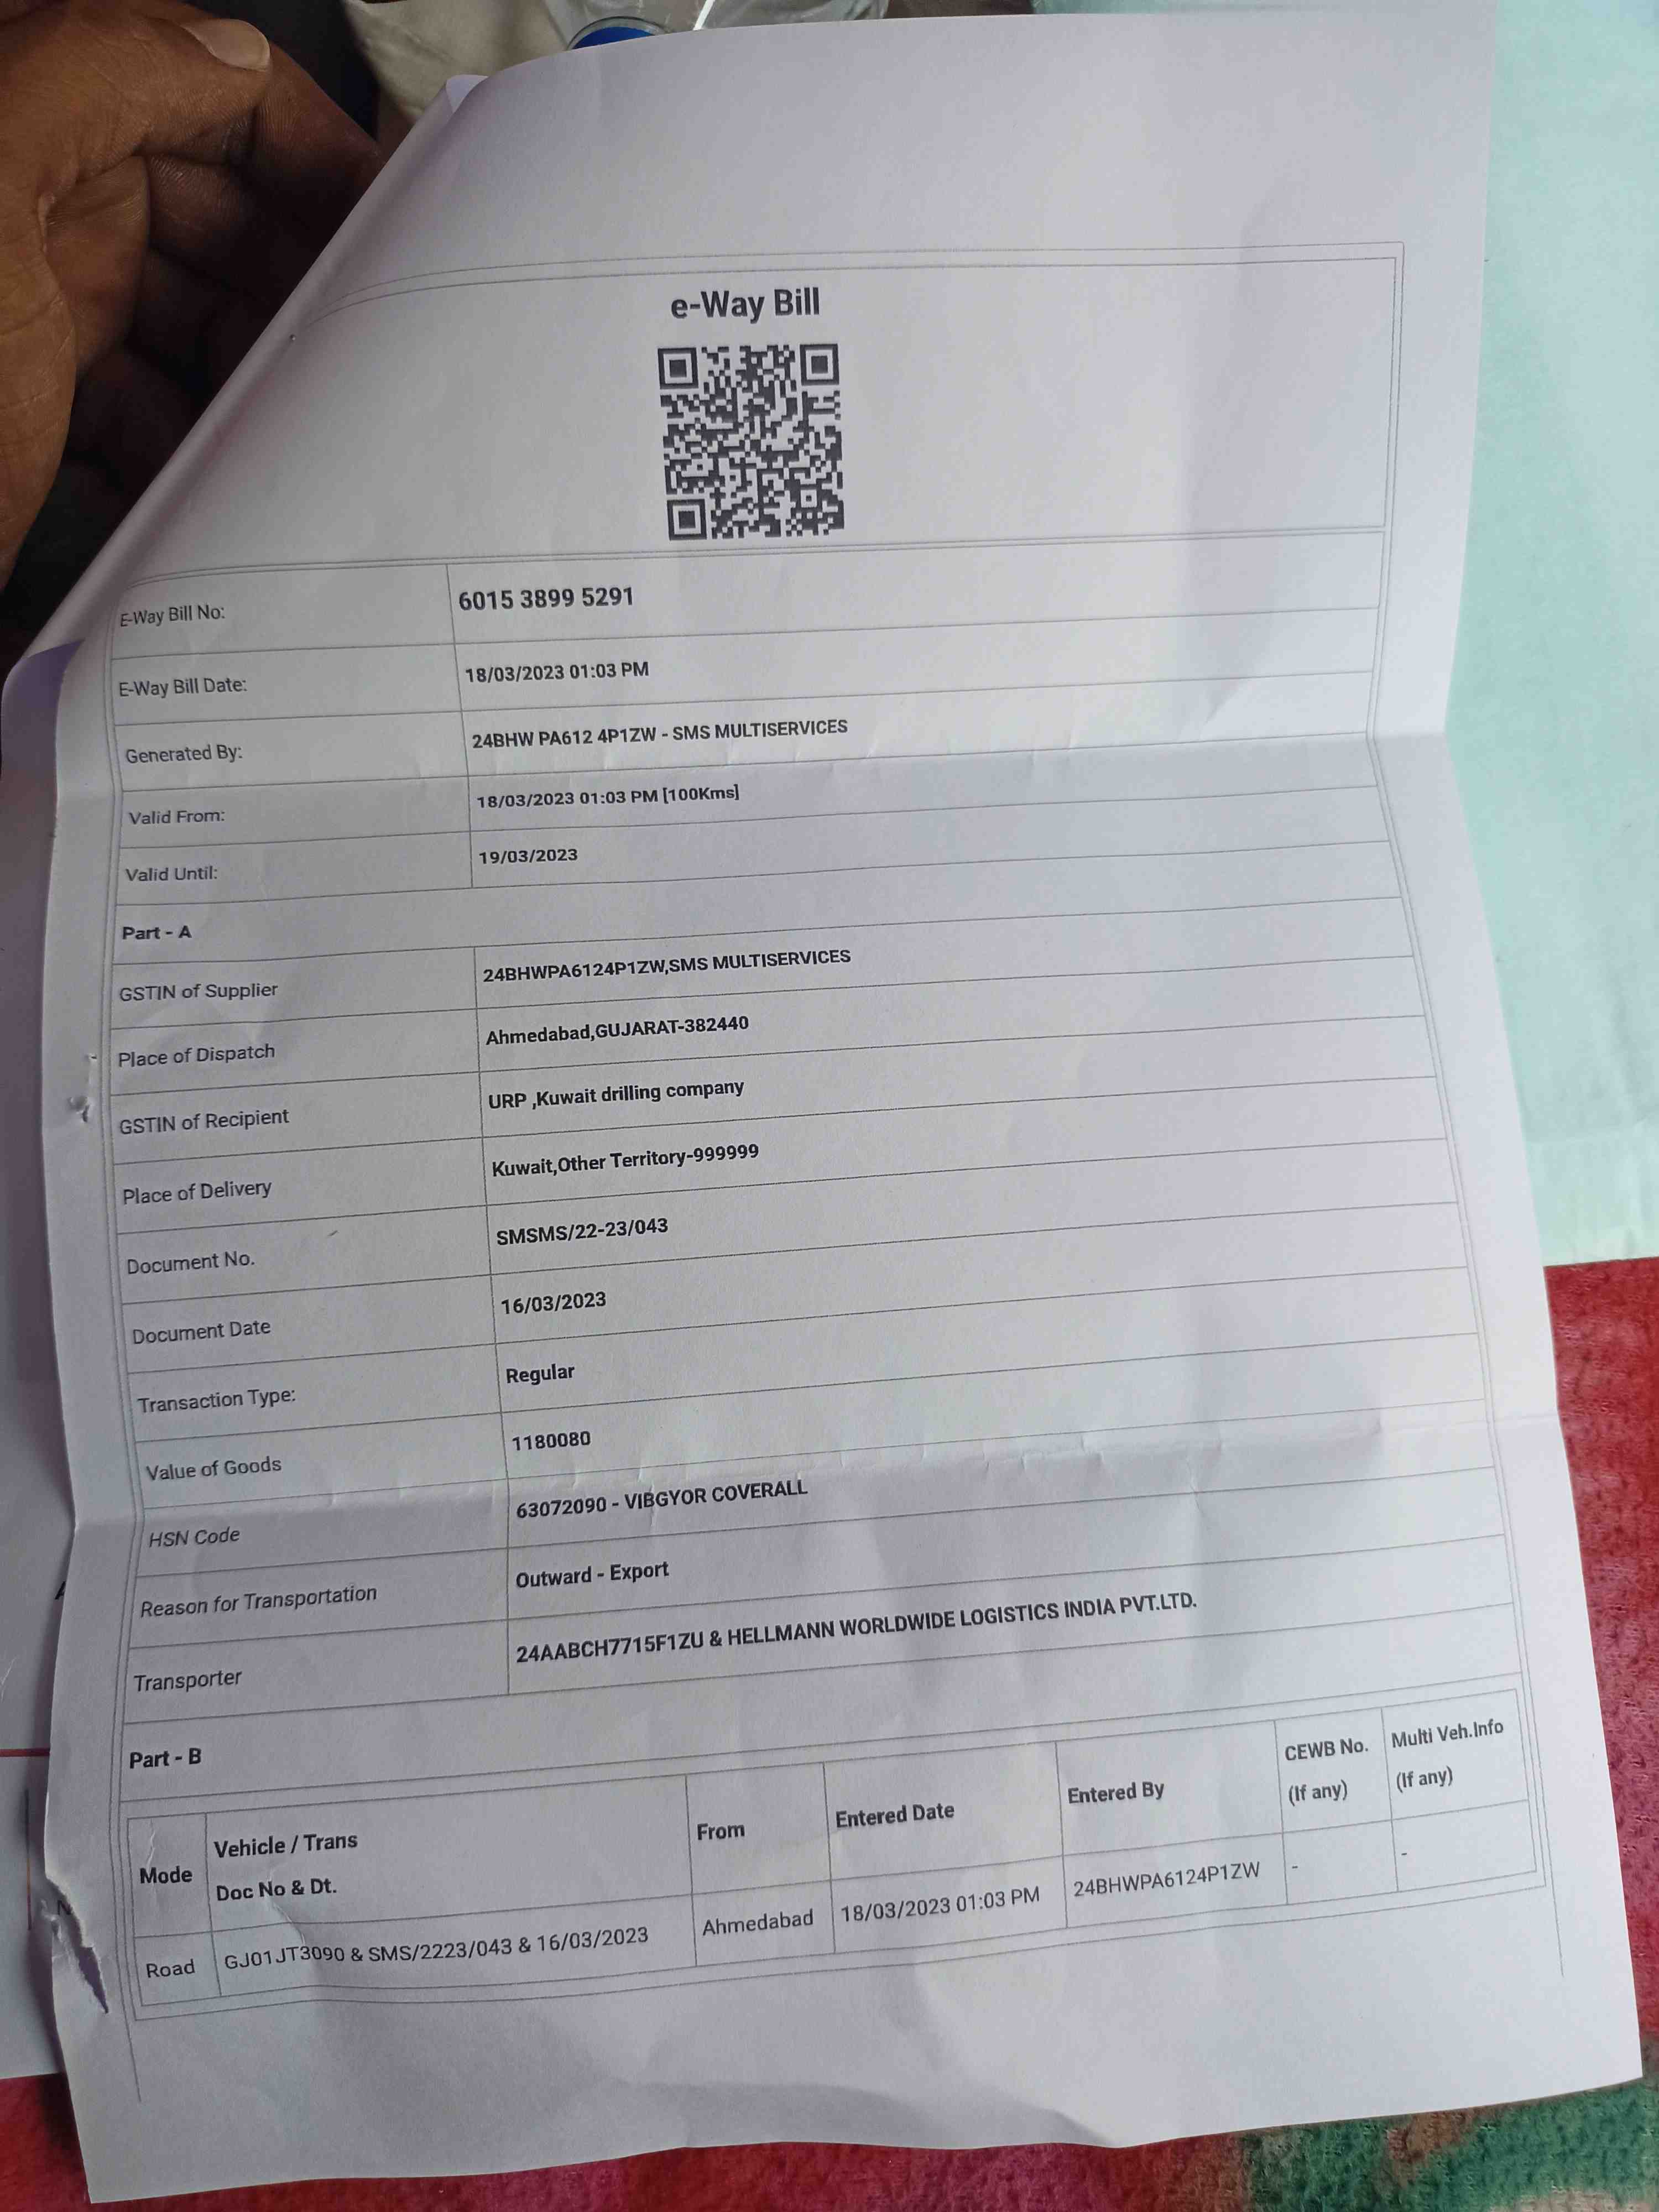 e-Way Bill
E-Way Bill No: 6015 3899 5291
E-Way Bill Date: 18/03/2023 01:03 PM
Generated By: 24BHW PA612 4P1ZW - SMS MULTISERVICES
Valid From: 18/03/2023 01:03 PM [100Kms]
Valid Until: 19/03/2023
Part - A
GSTIN of Supplier 24BHWPA6124P1ZW,SMS MULTISERVICES
Place of Dispatch Ahmedabad,GUJARAT-382440
GSTIN of Recipient URP ,Kuwait drilling company
Place of Delivery Kuwait,Other Territory-999999
Document No. SMSMS/22-23/043
Document Date 16/03/2023
Transaction Type: Regular
Value of Goods 1180080
HSN Code 63072090 - VIBGYOR COVERALL
Reason for Transportation Outward - Export
Transporter 24AABCH7715F1ZU & HELLMANN WORLDWIDE LOGISTICS INDIA PVT.LTD.
Part - B
Mode Vehicle / Trans Doc No & Dt. From Entered Date Entered By CEWB No. (If any) Multi Veh.Info (If any)
Road GJ01JT3090 & SMS/2223/043 & 16/03/2023 Ahmedabad 18/03/2023 01:03 PM 24BHWPA6124P1ZW - -